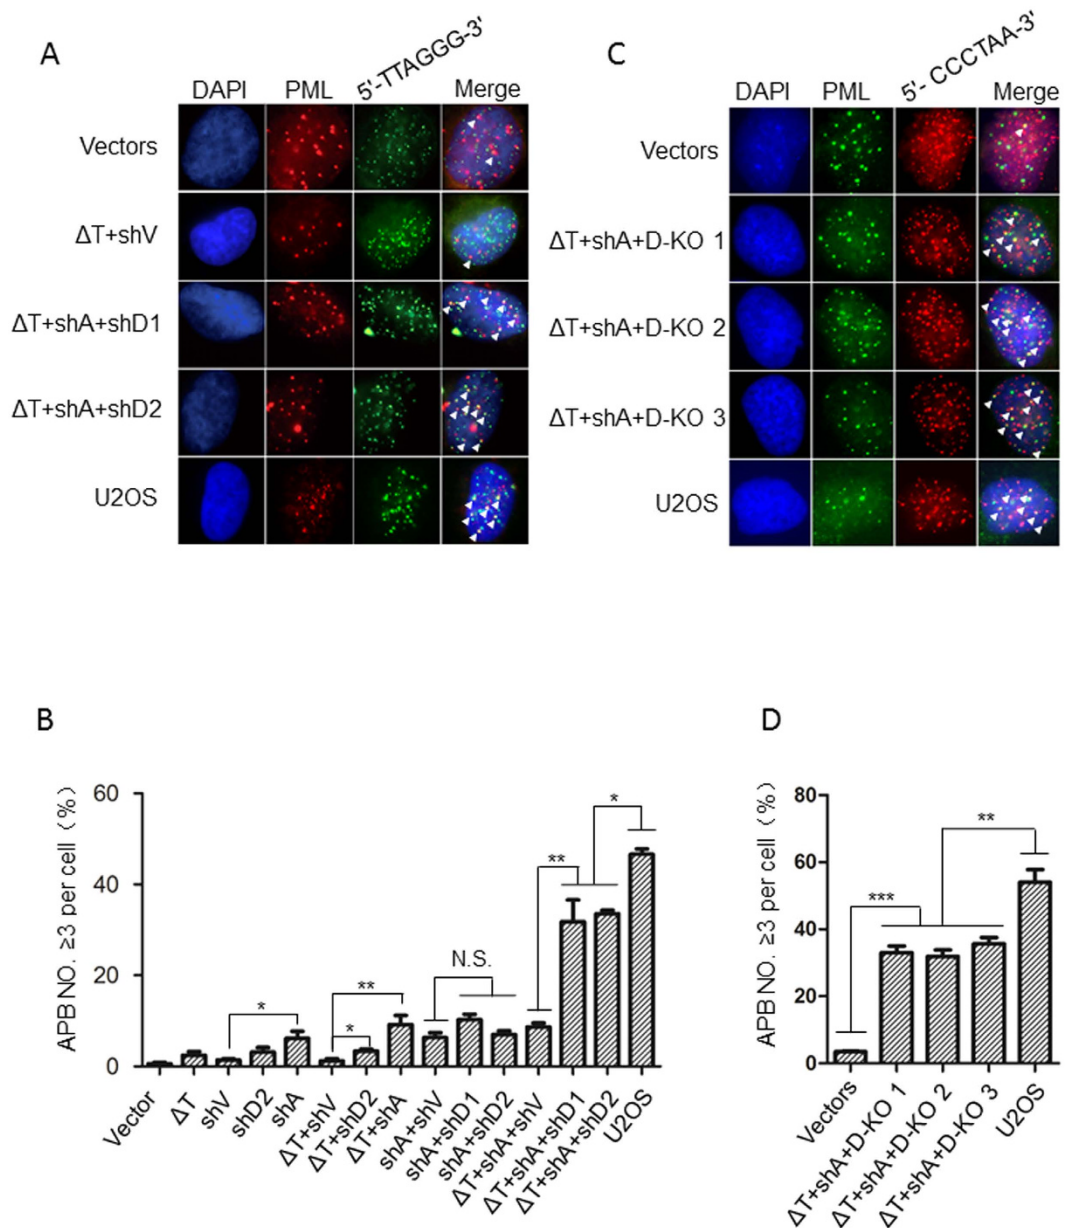 A
DAPI PML 5'-TTAGGG-3' Merge
Vectors
ΔT+shV
ΔT+shA+shD1
ΔT+shA+shD2
U2OS
C
DAPI PML 5'- CCCTAA-3' Merge
Vectors
ΔT+shA+D-KO 1
ΔT+shA+D-KO 2
ΔT+shA+D-KO 3
U2OS
B
APB NO. ≥3 per cell (%)
60
40
20
0
*
**
*
N.S.
**
*
Vector
ΔT
shV
shD2
shA
ΔT+shV
ΔT+shD2
ΔT+shA
shA+shV
shA+shD1
shA+shD2
ΔT+shA+shV
ΔT+shA+shD1
ΔT+shA+shD2
U2OS
D
APB NO. ≥3 per cell (%)
80
60
40
20
0
***
**
Vectors
ΔT+shA+D-KO 1
ΔT+shA+D-KO 2
ΔT+shA+D-KO 3
U2OS